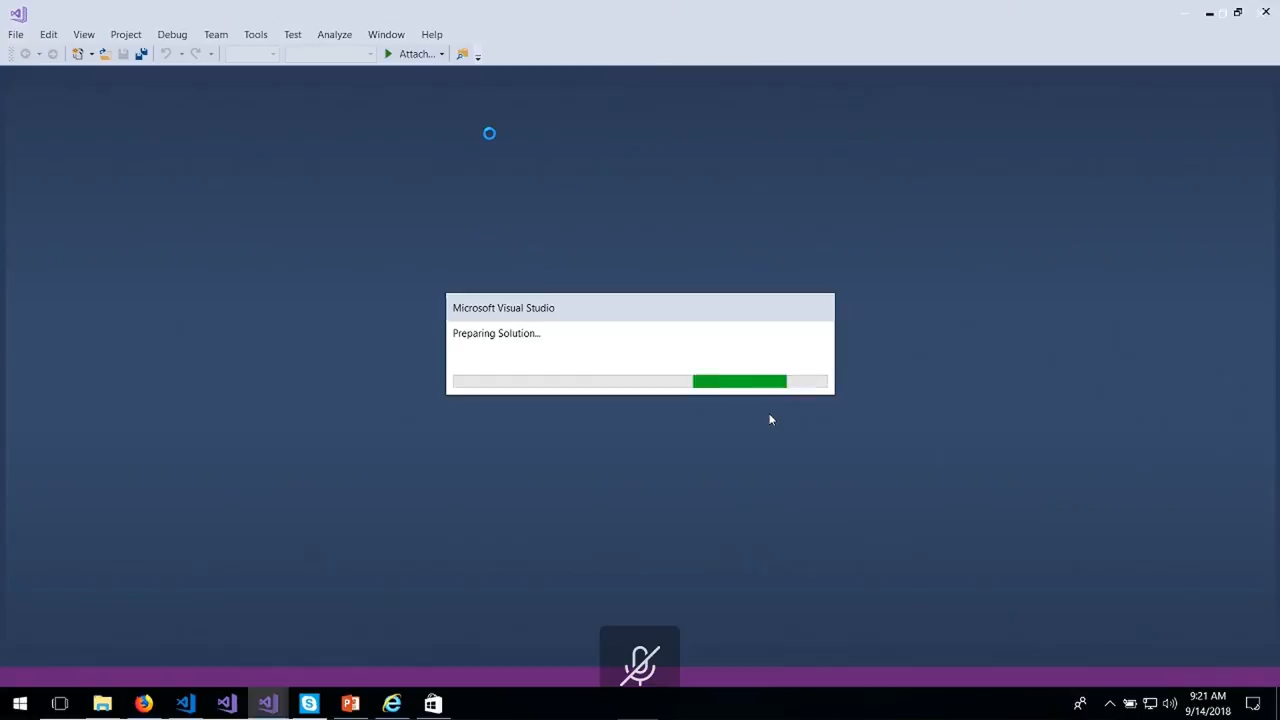 File Edit View Project Debug Team Tools Test Analyze Window Help
Attach...
Microsoft Visual Studio
Preparing Solution...
9:21 AM
9/14/2018